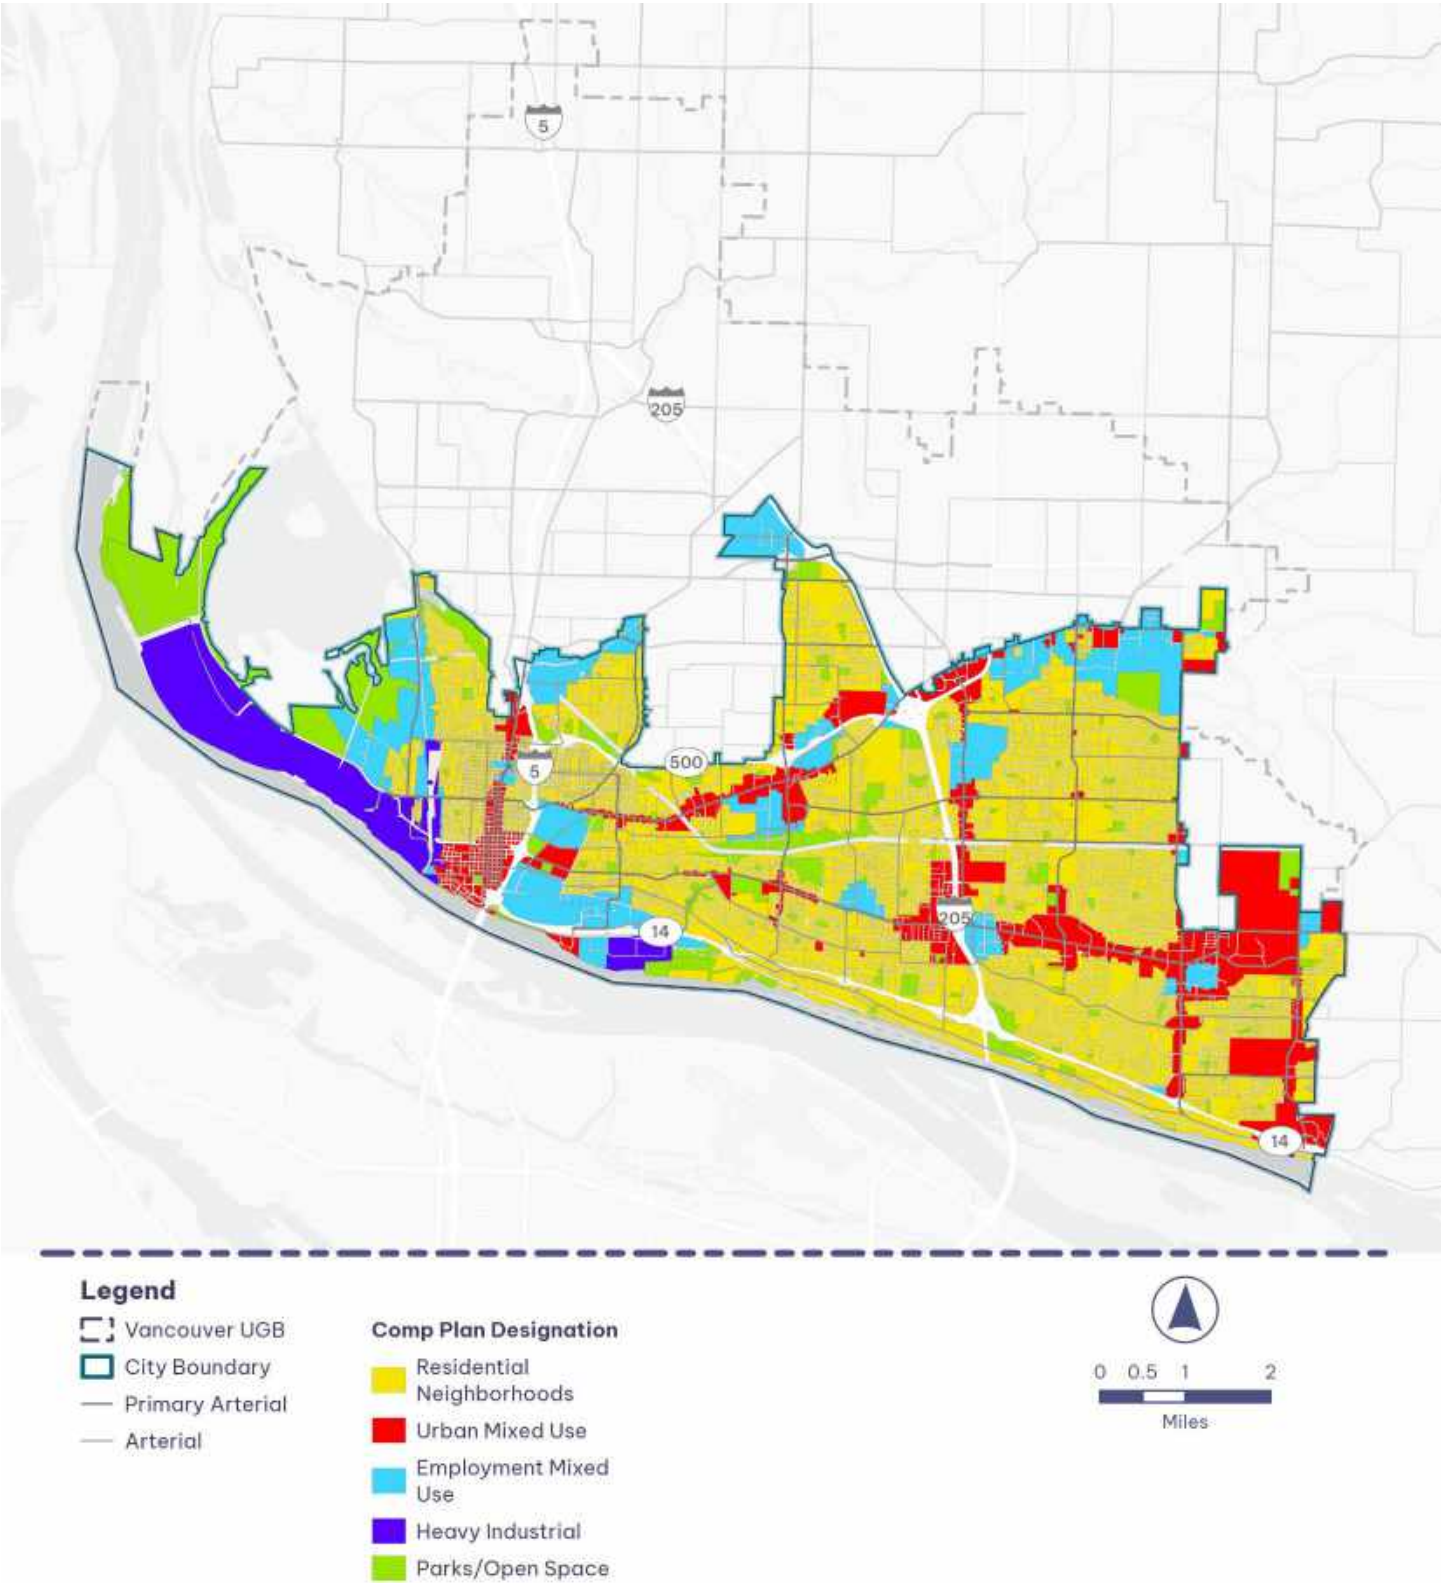 5
205
500
5
205
14
14
Legend
Vancouver UGB
City Boundary
Primary Arterial
Arterial
Comp Plan Designation
Residential
Neighborhoods
Urban Mixed Use
Employment Mixed
Use
Heavy Industrial
Parks/Open Space
0 0.5 1 2
Miles